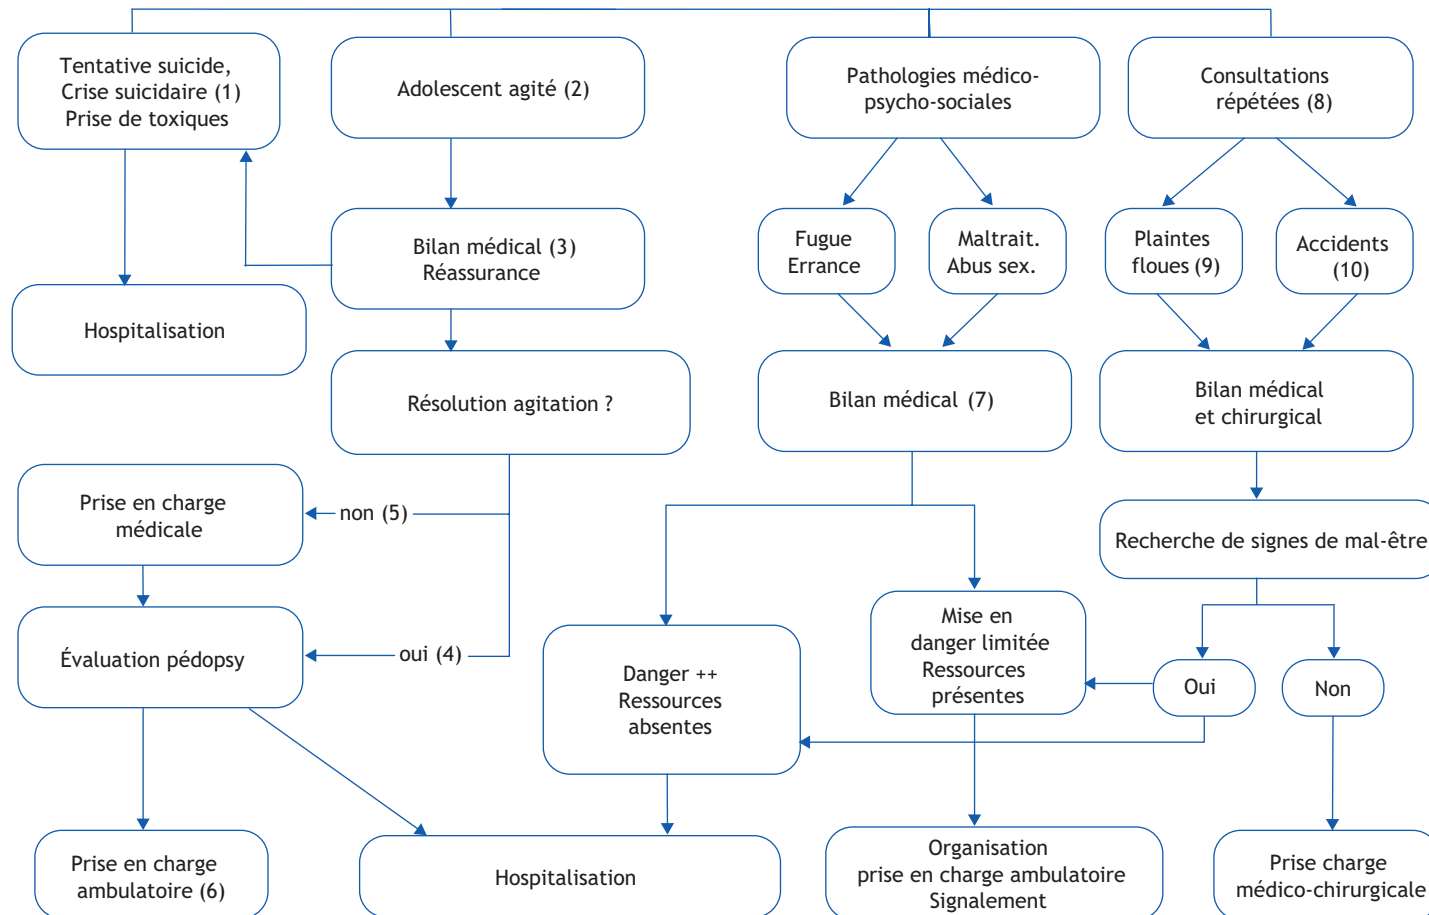 Tentative suicide,
Crise suicidaire (1)
Prise de toxiques
Adolescent agité (2)
Pathologies médico-
psycho-sociales
Consultations
répétées (8)
Bilan médical (3)
Réassurance
Fugue
Errance
Maltrait.
Abus sex.
Plaintes
floues (9)
Accidents
(10)
Hospitalisation
Résolution agitation ?
Bilan médical (7)
Bilan médical
et chirurgical
Prise en charge
médicale
non (5)
Recherche de signes de mal-être
Évaluation pédopsy
oui (4)
Danger ++
Ressources
absentes
Mise en
danger limitée
Ressources
présentes
Oui
Non
Prise en charge
ambulatoire (6)
Hospitalisation
Organisation
prise en charge ambulatoire
Signalement
Prise charge
médico-chirurgicale